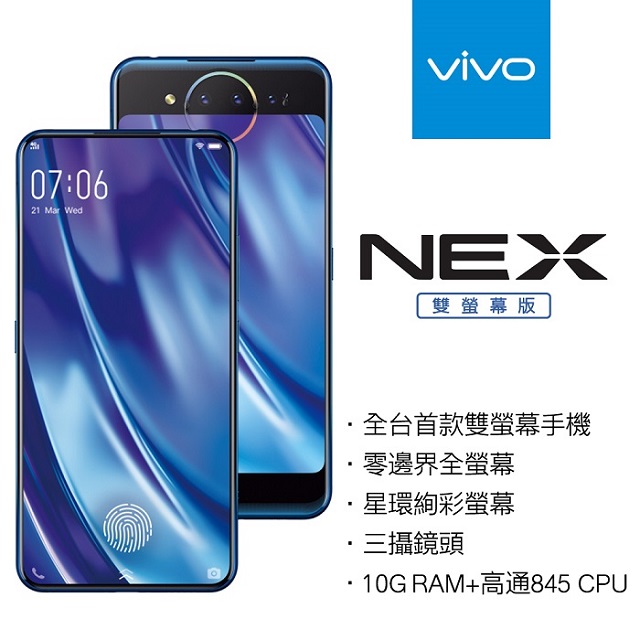 vivo
07:06
21 Mar Wed
NEX
雙螢幕版
· 全台首款雙螢幕手機
· 零邊界全螢幕
· 星環絢彩螢幕
· 三攝鏡頭
· 10G RAM+高通845 CPU